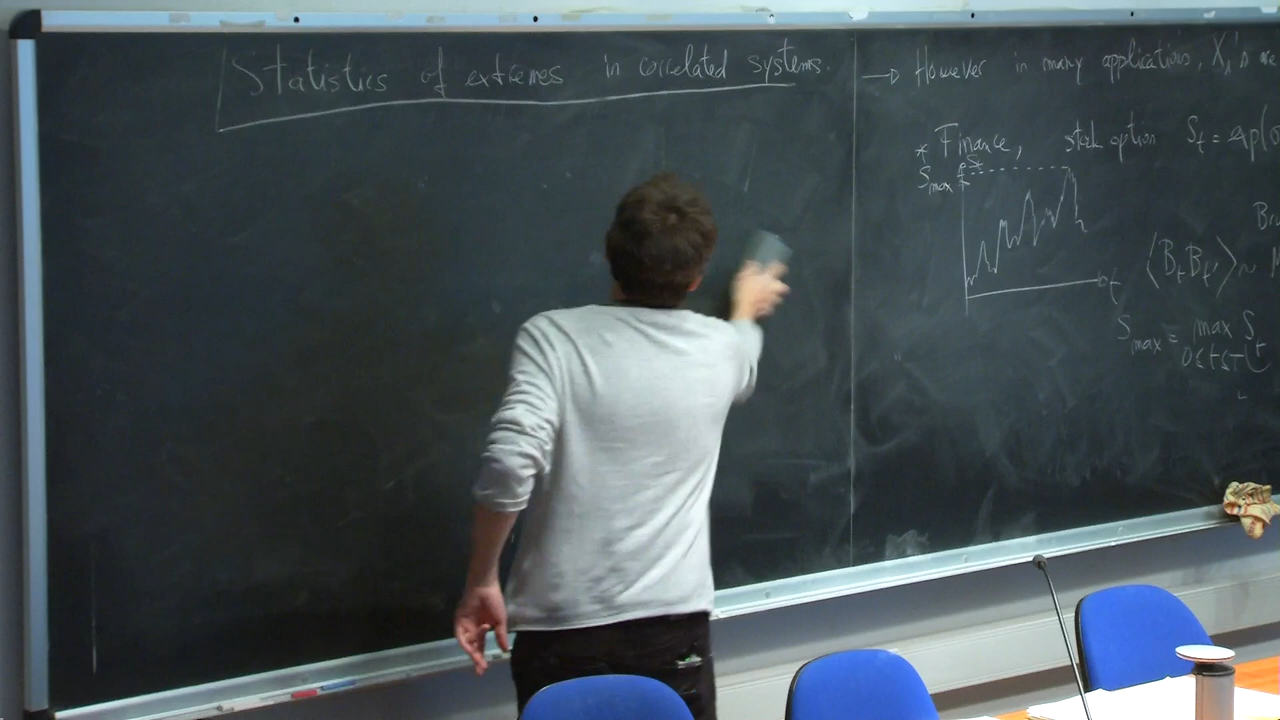 Statistics of extremes in correlated systems.
→ However in many applications, X_i's are
* Finance, stock option S_t = exp(
S_t
S_max
t
⟨B_t B_t'⟩ ~
S_max = max S_t
0≤t≤T